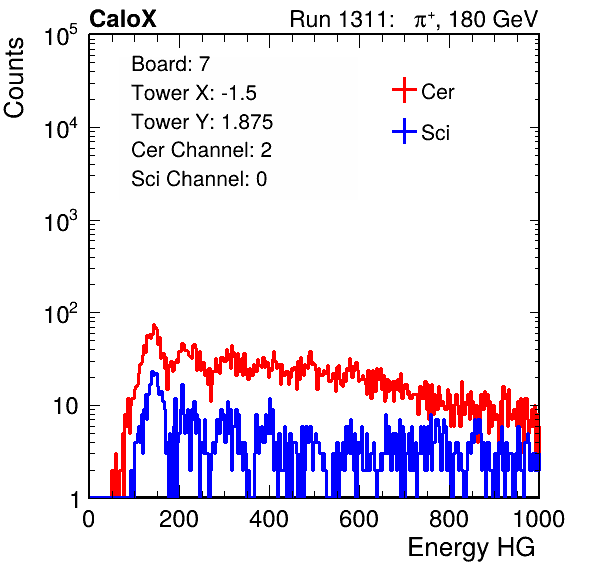 CaloX Run 1311: π⁺, 180 GeV
Counts
Board: 7
Tower X: -1.5
Tower Y: 1.875
Cer Channel: 2
Sci Channel: 0
Cer
Sci
10⁵
10⁴
10³
10²
10
1
0 200 400 600 800 1000
Energy HG